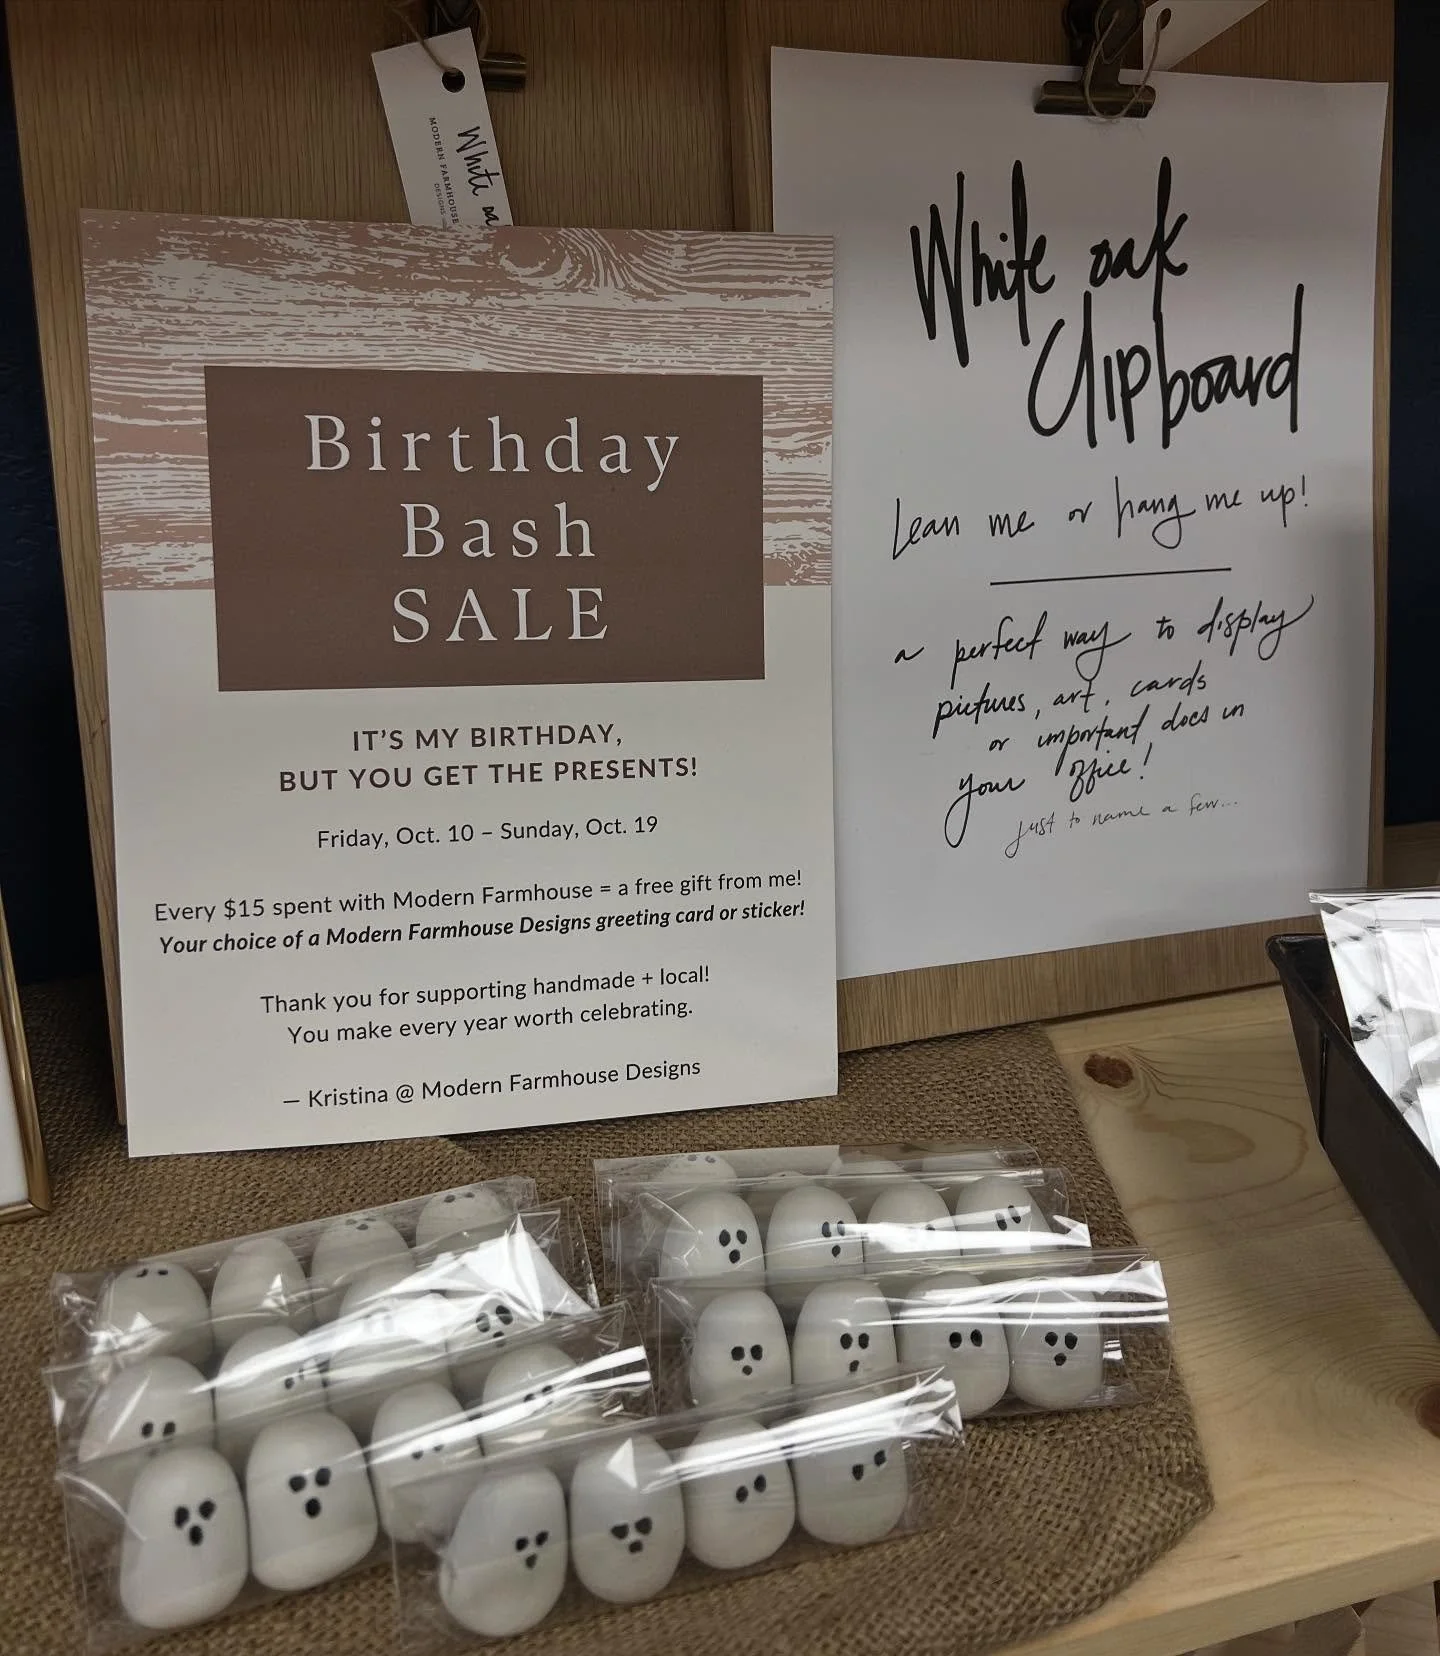 White oa
MODERN FARMHOUSE
DESIGNS
Birthday
Bash
SALE
IT'S MY BIRTHDAY,
BUT YOU GET THE PRESENTS!
Friday, Oct. 10 – Sunday, Oct. 19
Every $15 spent with Modern Farmhouse = a free gift from me!
Your choice of a Modern Farmhouse Designs greeting card or sticker!
Thank you for supporting handmade + local!
You make every year worth celebrating.
— Kristina @ Modern Farmhouse Designs
White oak
Clipboard
Lean me or hang me up!
a perfect way to display
pictures, art, cards
or important docs in
your office!
just to name a few...